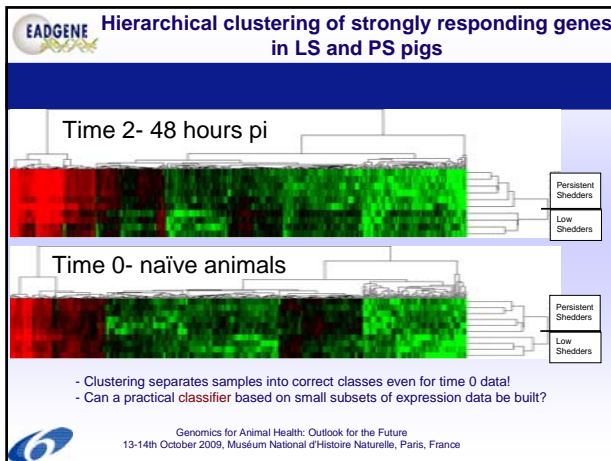 EADGENE
Hierarchical clustering of strongly responding genes
in LS and PS pigs
Time 2- 48 hours pi
Persistent
Shedders
Low
Shedders
Time 0- naïve animals
Persistent
Shedders
Low
Shedders
- Clustering separates samples into correct classes even for time 0 data!
- Can a practical classifier based on small subsets of expression data be built?
Genomics for Animal Health: Outlook for the Future
13-14th October 2009, Muséum National d'Histoire Naturelle, Paris, France